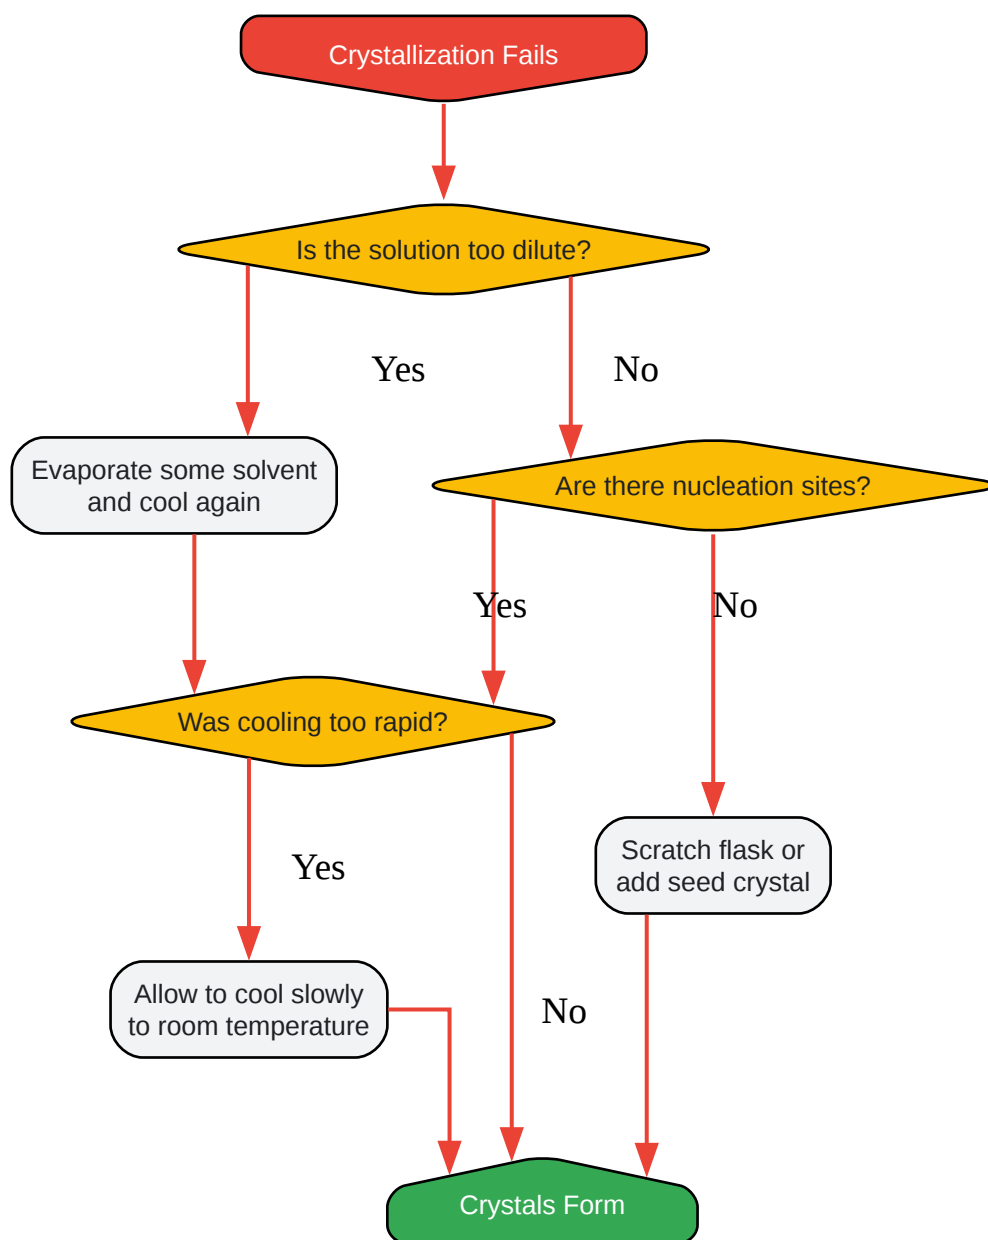 Crystallization Fails
Is the solution too dilute?
Yes
No
Evaporate some solvent
and cool again
Are there nucleation sites?
Yes
No
Was cooling too rapid?
Scratch flask or
add seed crystal
Yes
Allow to cool slowly
to room temperature
No
Crystals Form